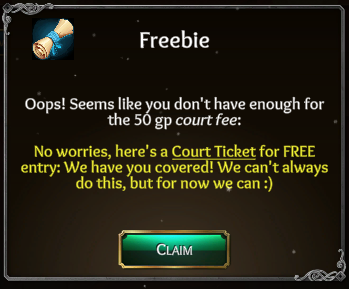 Freebie
Oops! Seems like you don't have enough for
the 50 gp court fee:
No worries, here's a Court Ticket for FREE
entry: We have you covered! We can't always
do this, but for now we can :)
CLAIM